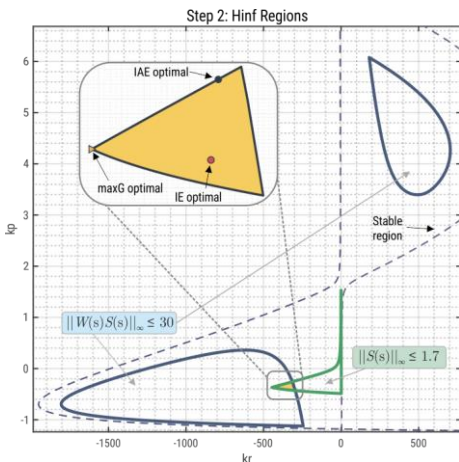 Step 2: Hinf Regions
IAE optimal
maxG optimal
IE optimal
Stable
region
||W(s)S(s)||∞ ≤ 30
||S(s)||∞ ≤ 1.7
kp
6
5
4
3
2
1
0
-1
-1500
-1000
-500
0
500
kr